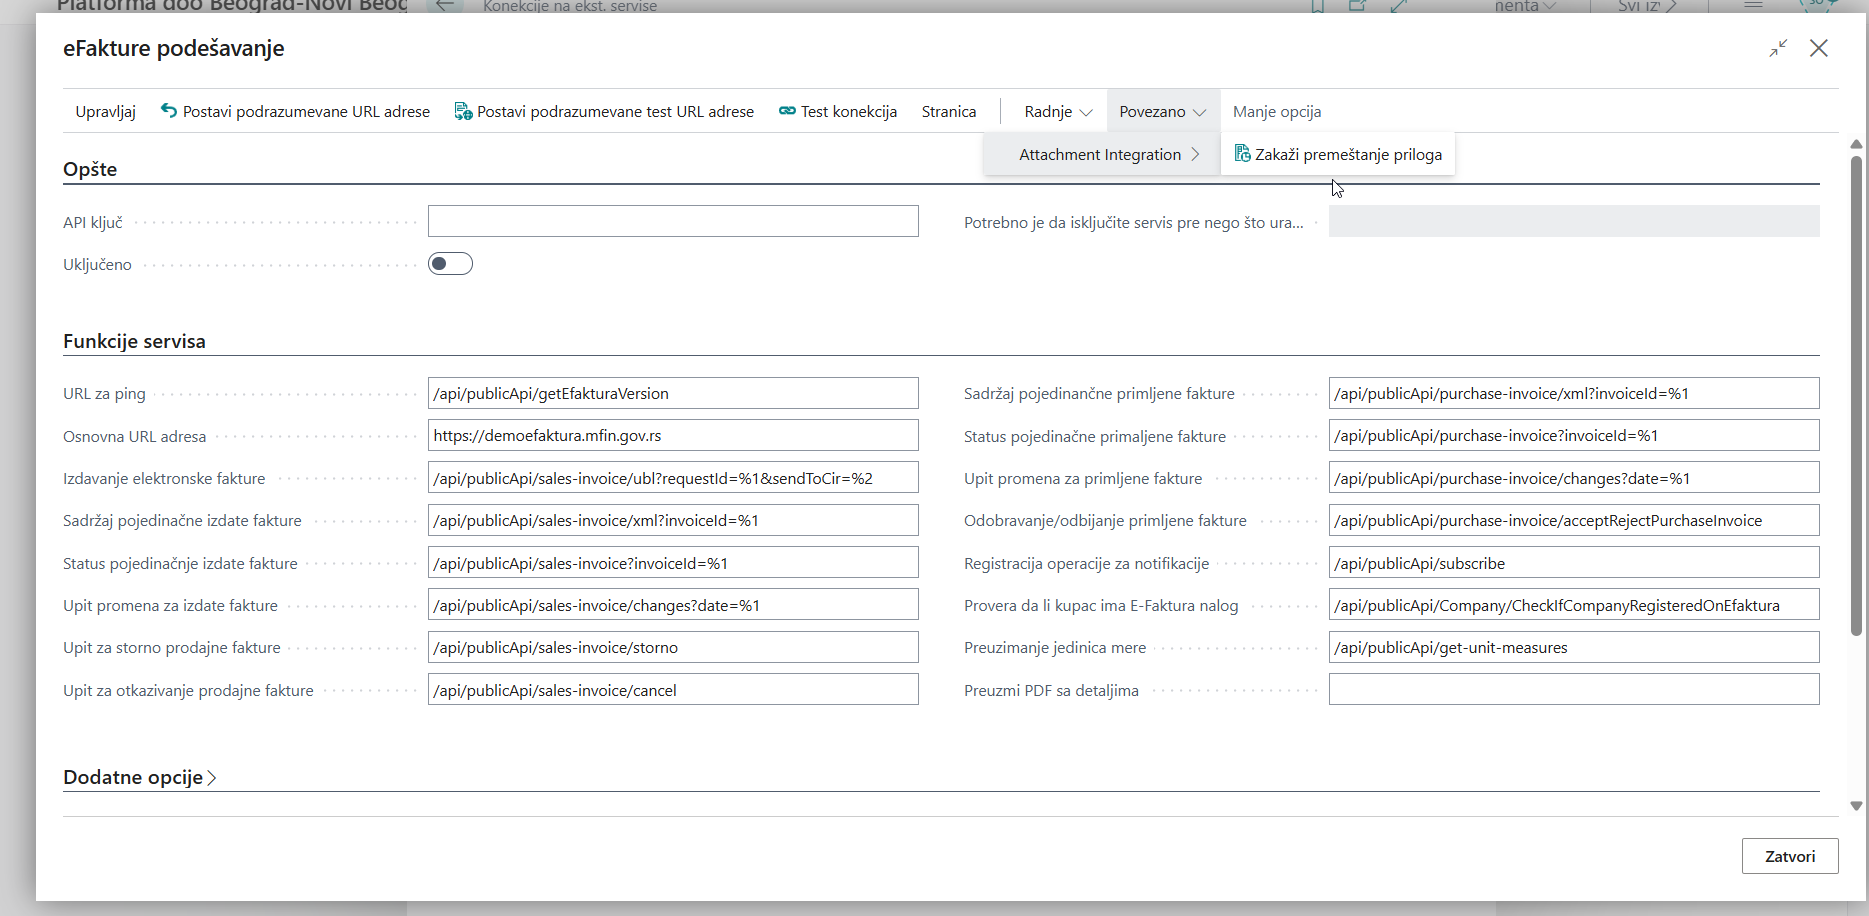 Platforma doo Beograd-Novi Beog
Konekcije na ekst. servise
menta
Svi iz
eFakture podešavanje
Upravljaj
Postavi podrazumevane URL adrese
Postavi podrazumevane test URL adrese
Test konekcija
Stranica
Radnje
Povezano
Manje opcija
Attachment Integration
Zakaži premeštanje priloga
Opšte
API ključ
Potrebno je da isključite servis pre nego što ura...
Uključeno
Funkcije servisa
URL za ping
/api/publicApi/getEfakturaVersion
Osnovna URL adresa
https://demoefaktura.mfin.gov.rs
Izdavanje elektronske fakture
/api/publicApi/sales-invoice/ubl?requestId=%1&sendToCir=%2
Sadržaj pojedinačne izdate fakture
/api/publicApi/sales-invoice/xml?invoiceId=%1
Status pojedinačnje izdate fakture
/api/publicApi/sales-invoice?invoiceId=%1
Upit promena za izdate fakture
/api/publicApi/sales-invoice/changes?date=%1
Upit za storno prodajne fakture
/api/publicApi/sales-invoice/storno
Upit za otkazivanje prodajne fakture
/api/publicApi/sales-invoice/cancel
Sadržaj pojedinančne primljene fakture
/api/publicApi/purchase-invoice/xml?invoiceId=%1
Status pojedinačne primaljene fakture
/api/publicApi/purchase-invoice?invoiceId=%1
Upit promena za primljene fakture
/api/publicApi/purchase-invoice/changes?date=%1
Odobravanje/odbijanje primljene fakture
/api/publicApi/purchase-invoice/acceptRejectPurchaseInvoice
Registracija operacije za notifikacije
/api/publicApi/subscribe
Provera da li kupac ima E-Faktura nalog
/api/publicApi/Company/CheckIfCompanyRegisteredOnEfaktura
Preuzimanje jedinica mere
/api/publicApi/get-unit-measures
Preuzmi PDF sa detaljima
Dodatne opcije
Zatvori